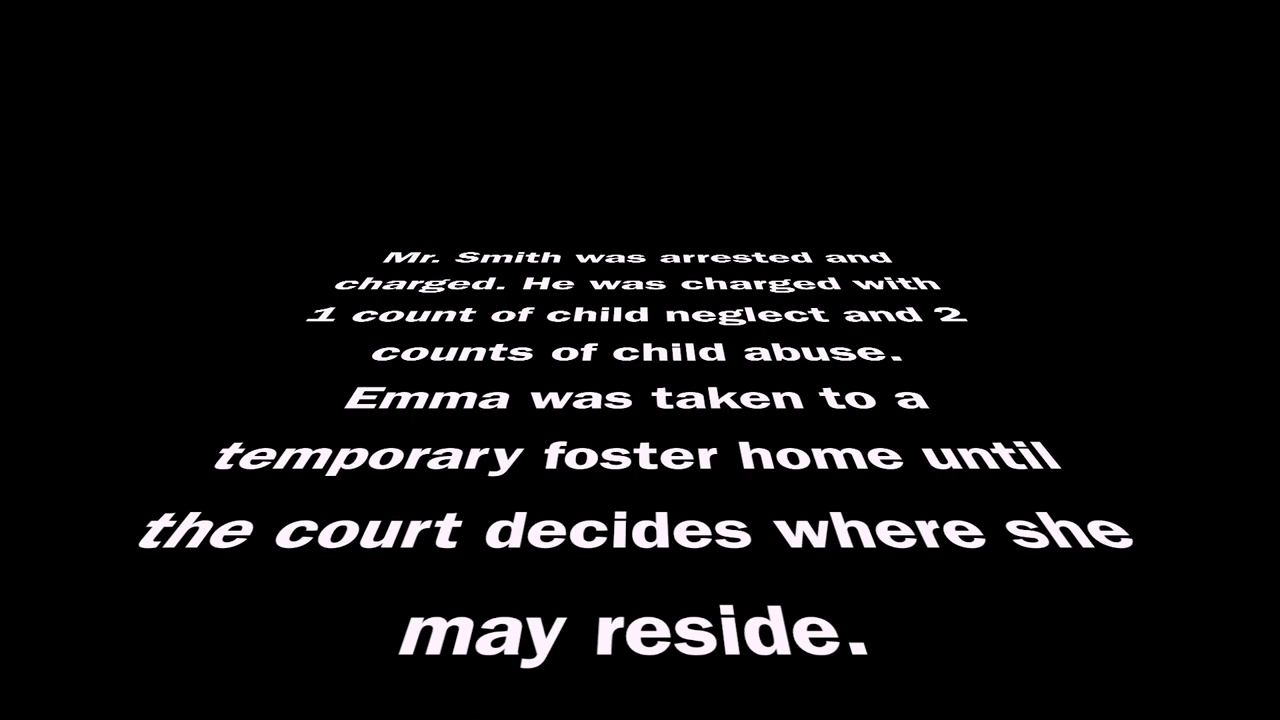 Mr. Smith was arrested and
charged. He was charged with
1 count of child neglect and 2
counts of child abuse.
Emma was taken to a
temporary foster home until
the court decides where she
may reside.